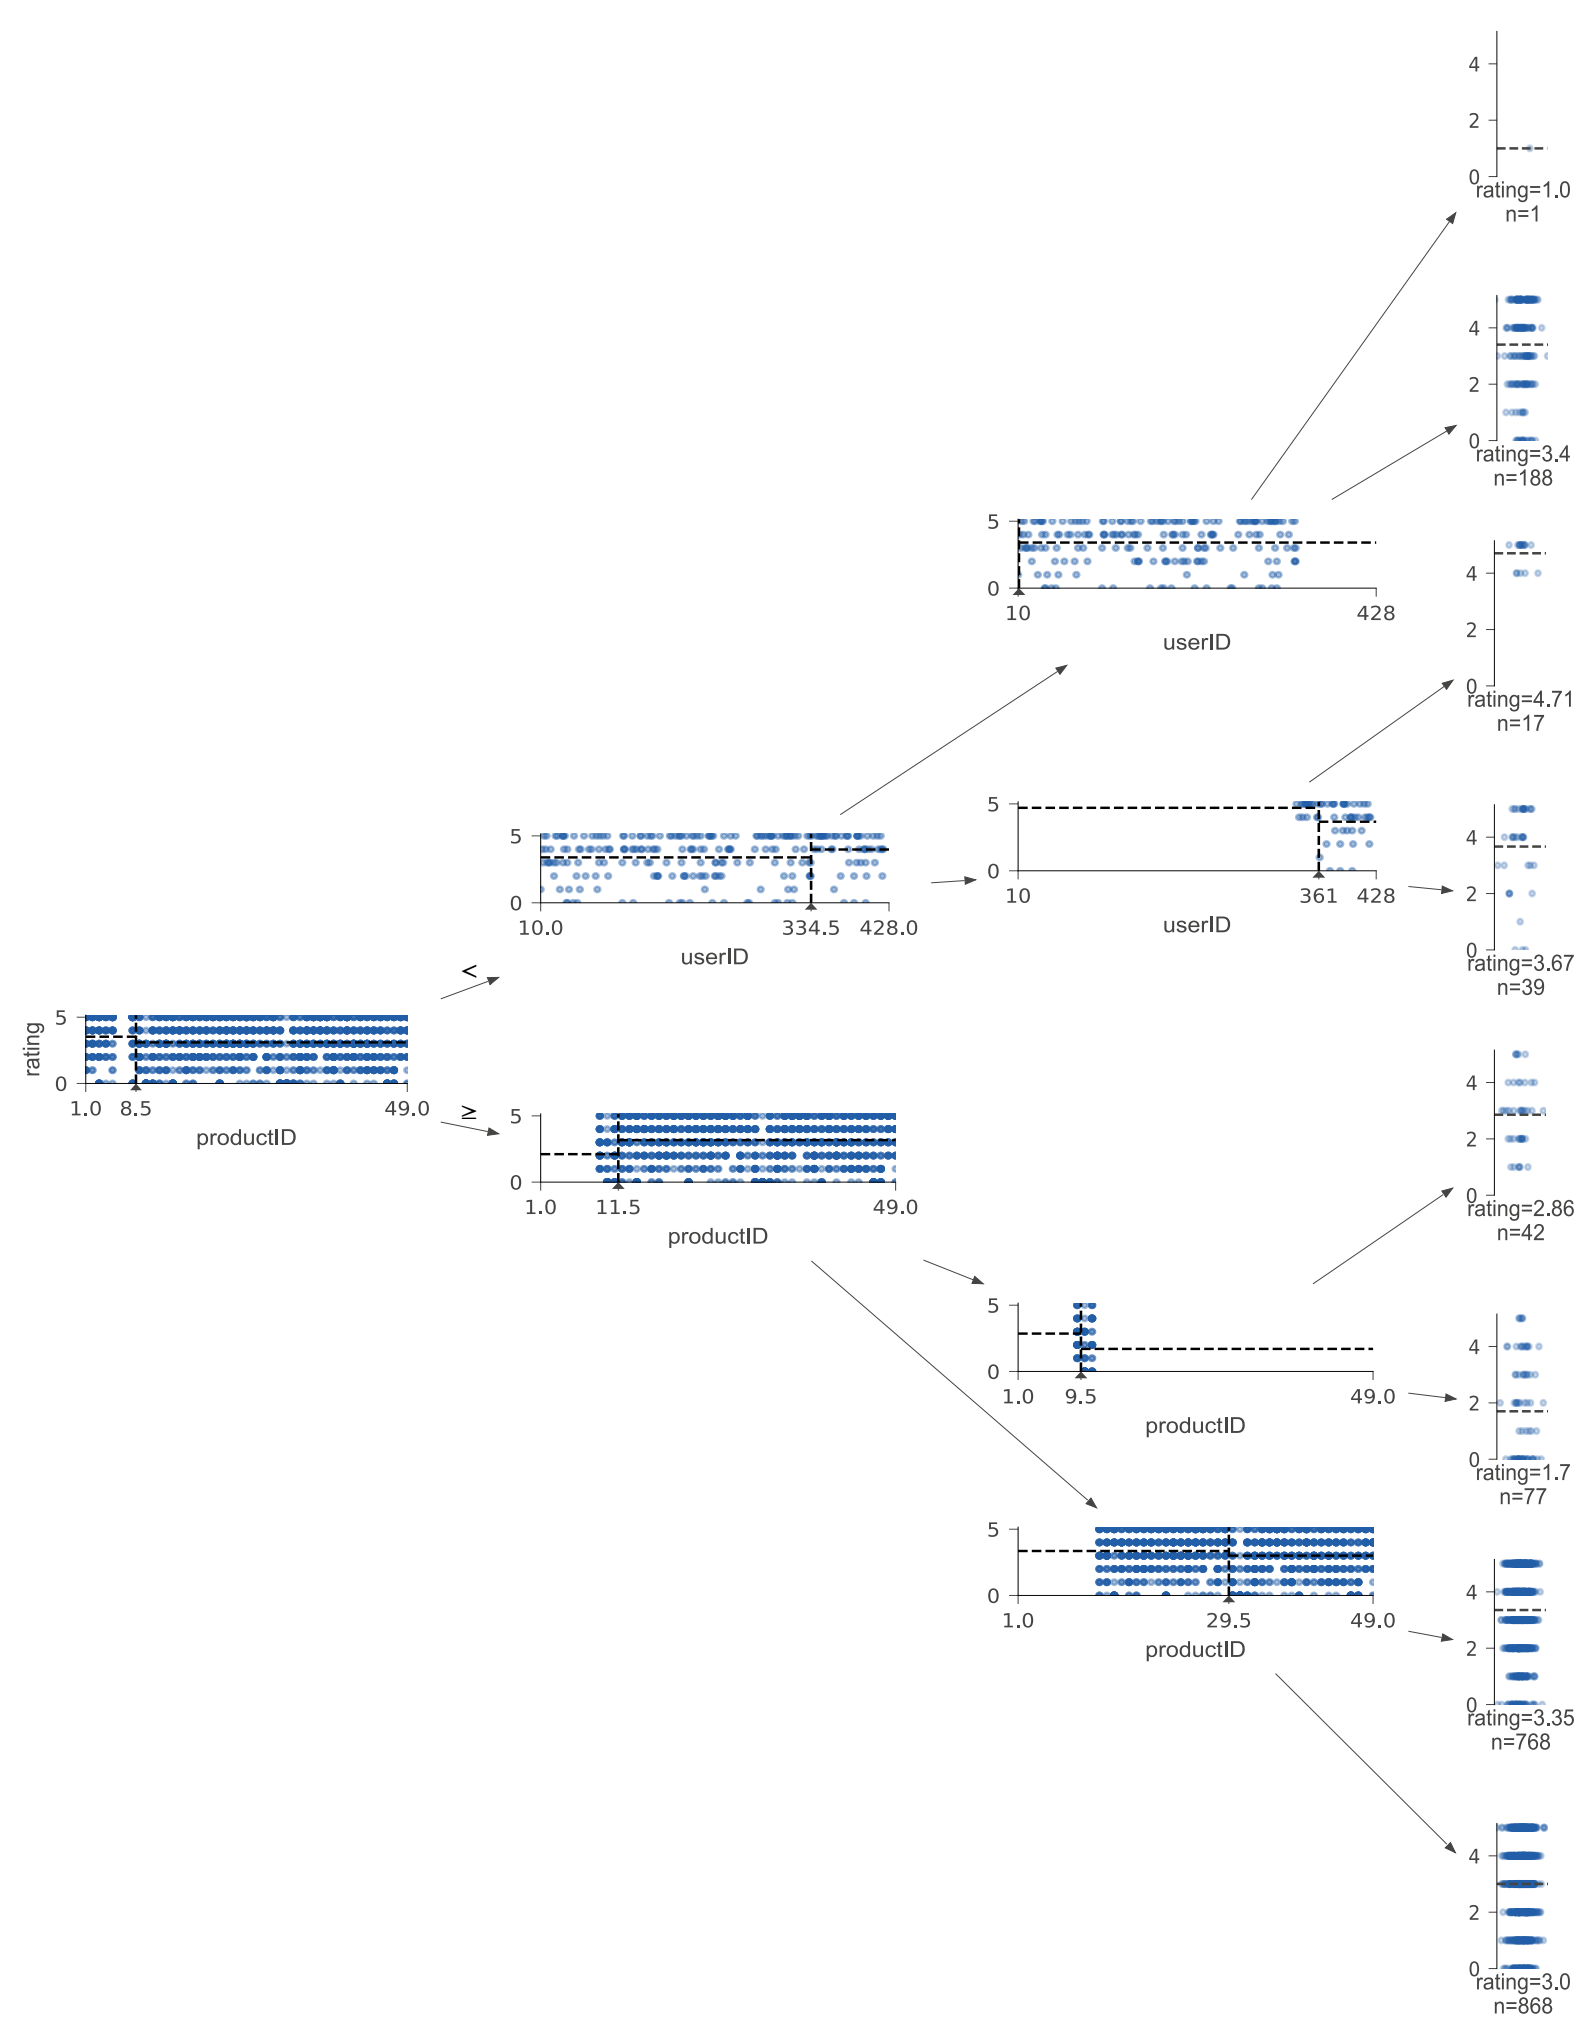 4
2
0
rating=1.0
n=1
4
2
0
rating=3.4
n=188
5
0
10
428
userID
4
2
0
rating=4.71
n=17
5
0
10
361
428
userID
4
2
0
rating=3.67
n=39
5
0
10.0
334.5
428.0
userID
<
rating
5
0
1.0
8.5
49.0
productID
≥
5
0
1.0
11.5
49.0
productID
4
2
0
rating=2.86
n=42
5
0
1.0
9.5
49.0
productID
4
2
0
rating=1.7
n=77
5
0
1.0
29.5
49.0
productID
4
2
0
rating=3.35
n=768
4
2
0
rating=3.0
n=868